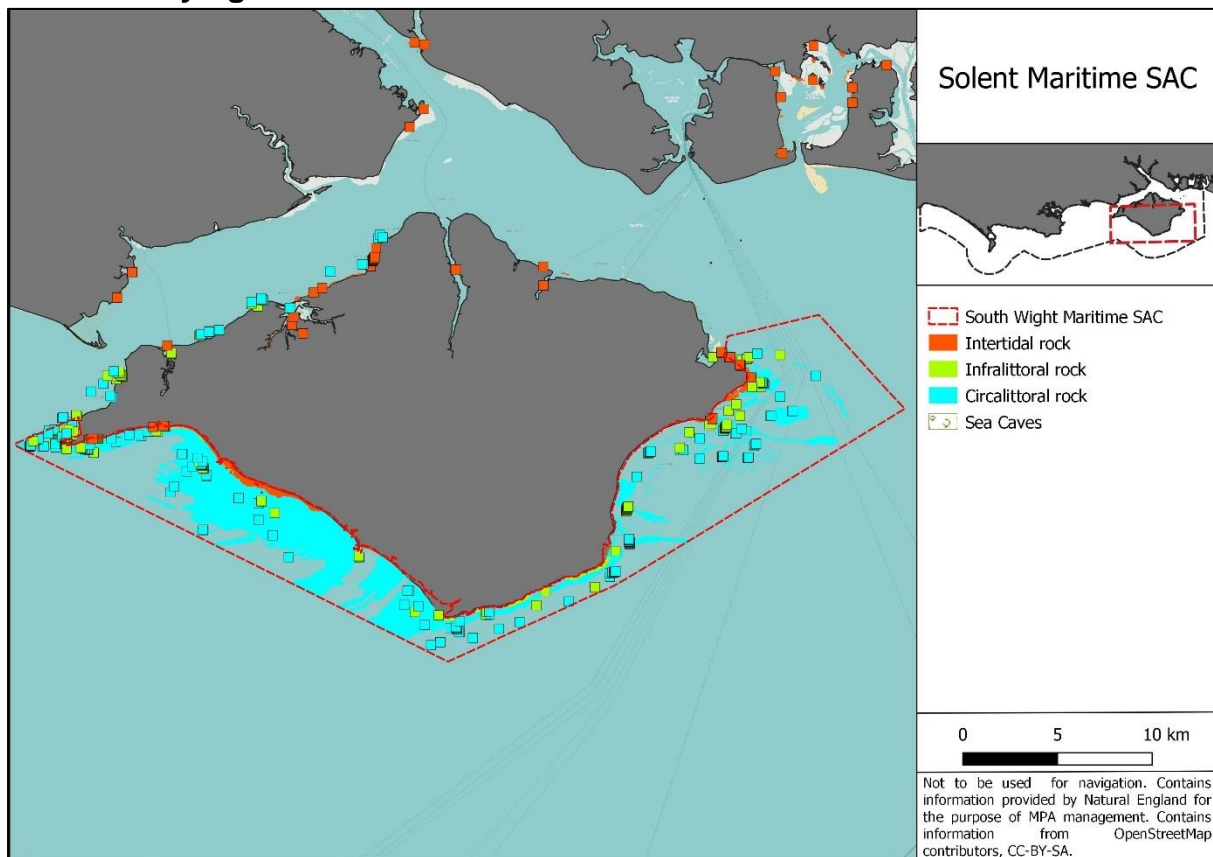 Solent Maritime SAC
South Wight Maritime SAC
Intertidal rock
Infralittoral rock
Circalittoral rock
Sea Caves
0 5 10 km
Not to be used for navigation. Contains
information provided by Natural England for
the purpose of MPA management. Contains
information from OpenStreetMap
contributors, CC-BY-SA.